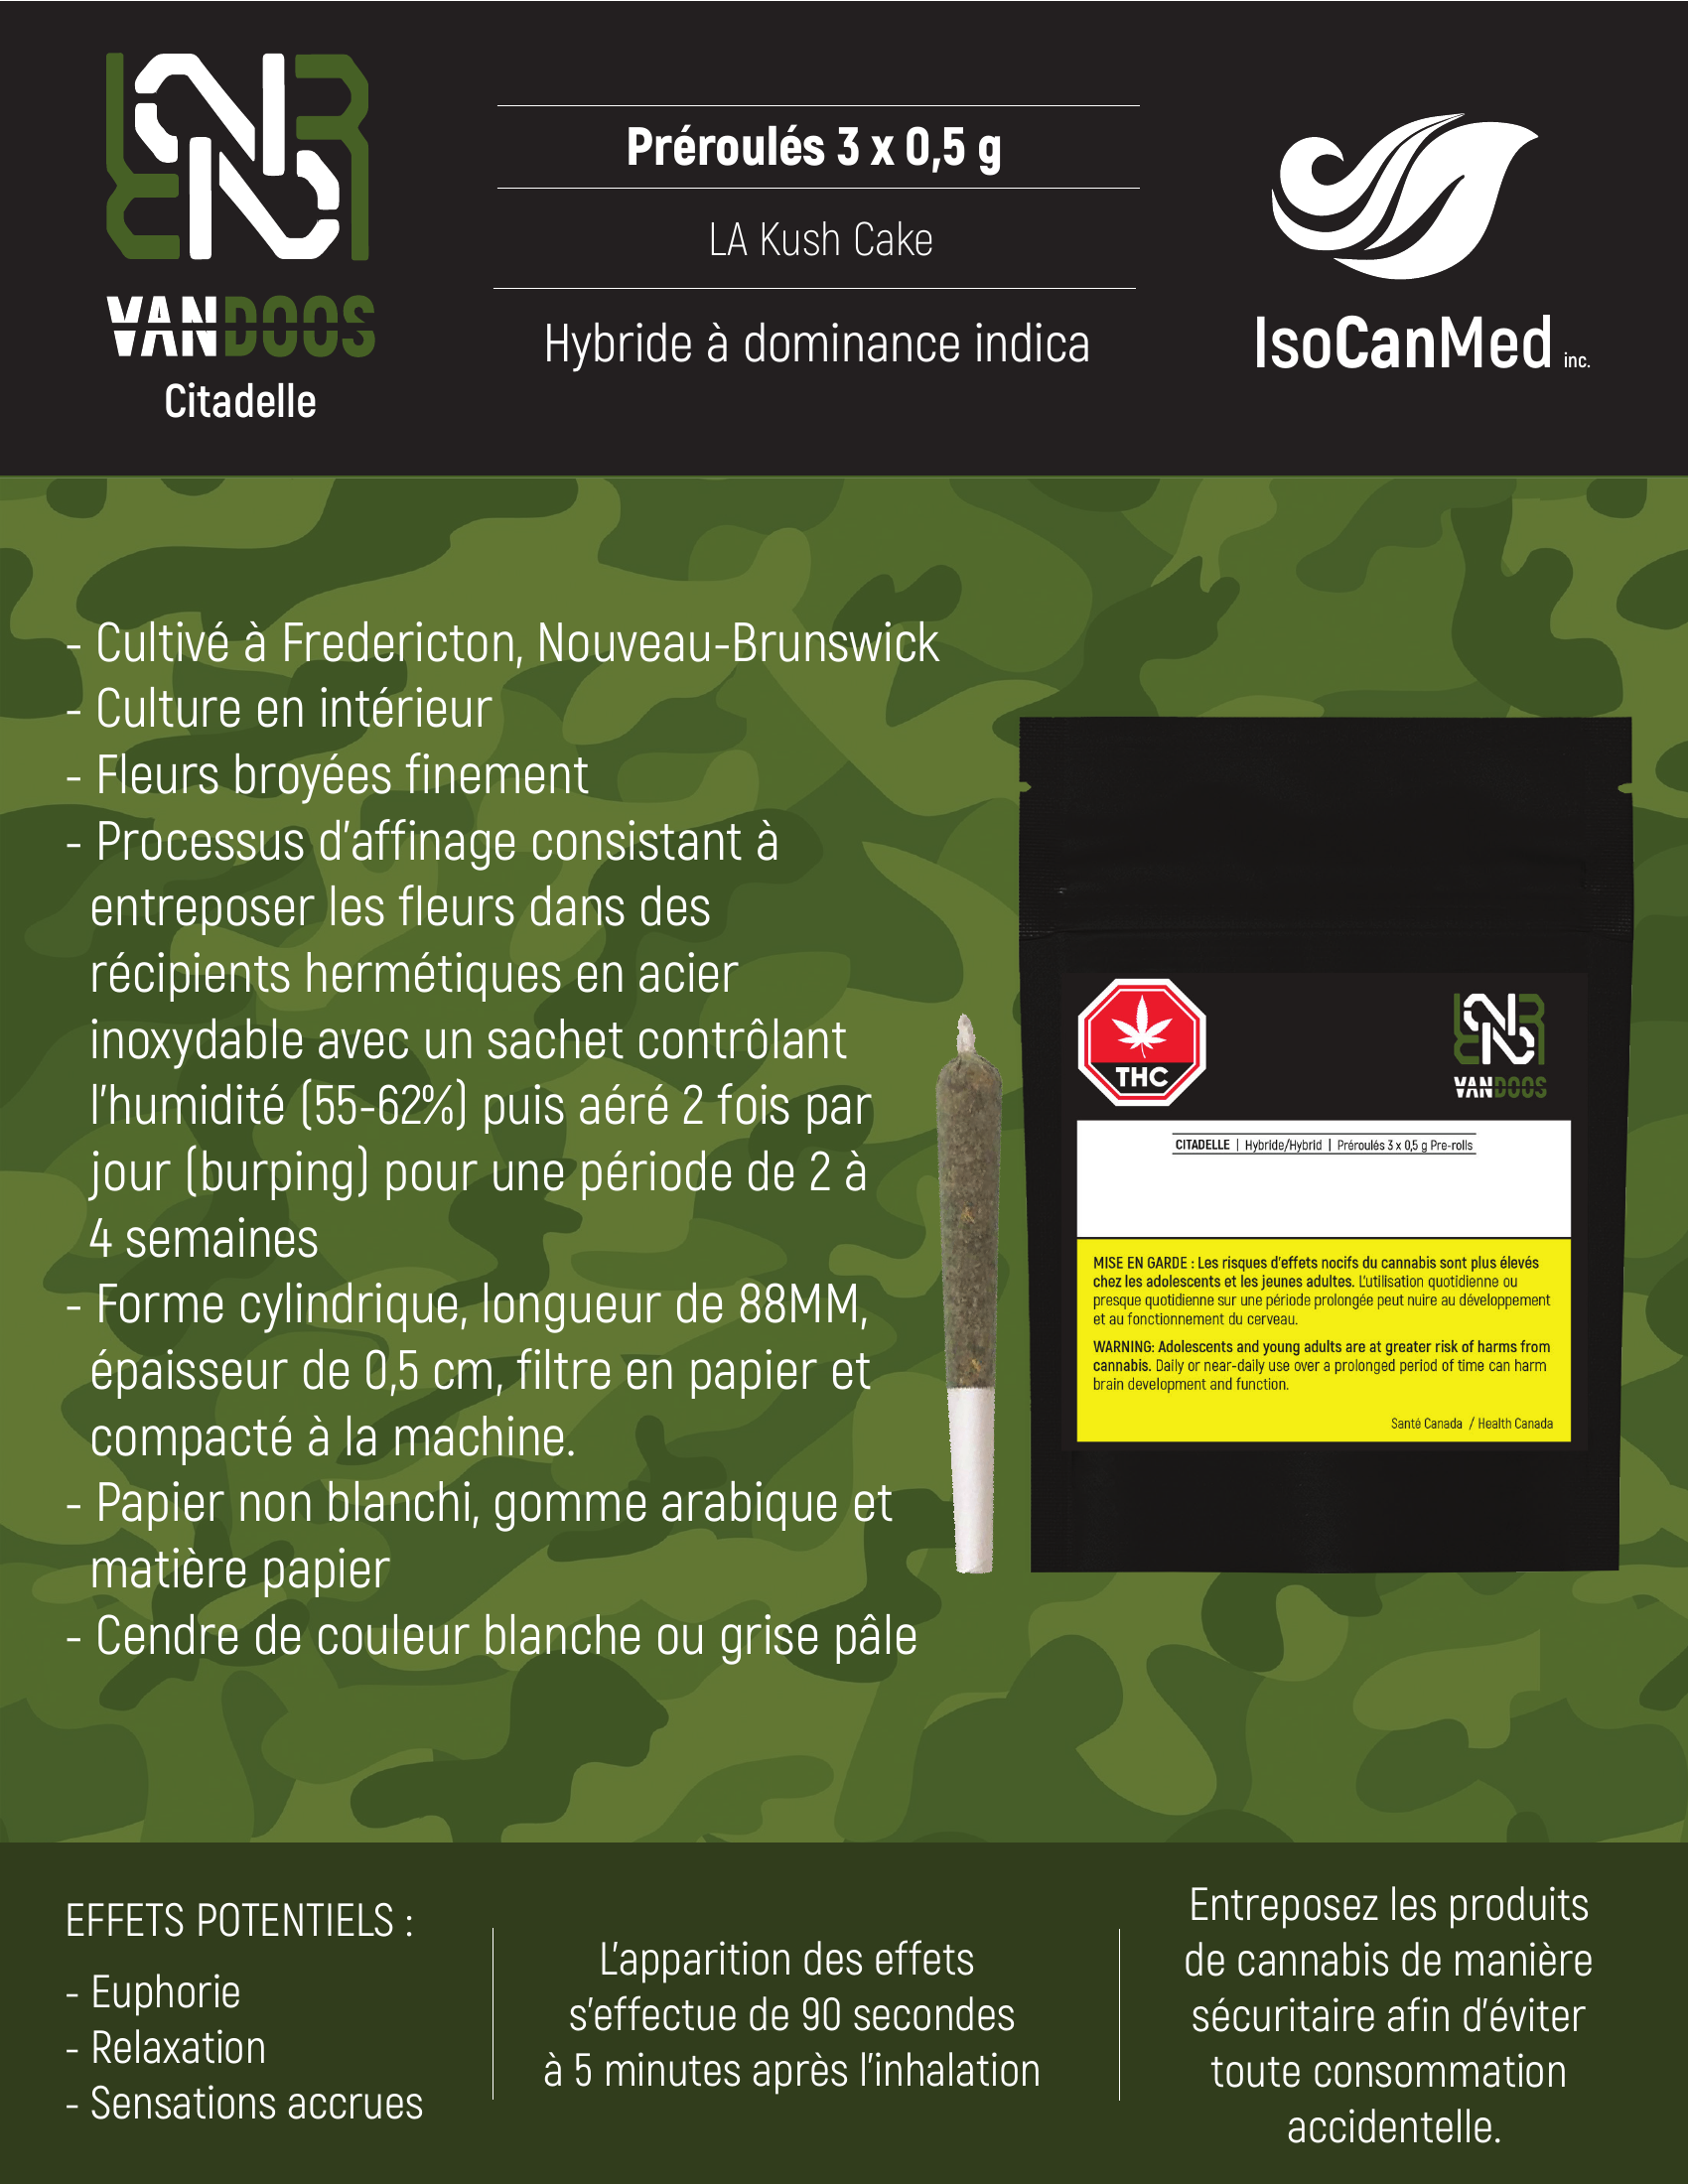 VANDOOS
Citadelle
Préroulés 3 x 0,5 g
LA Kush Cake
Hybride à dominance indica
IsoCanMed inc.
- Cultivé à Fredericton, Nouveau-Brunswick
- Culture en intérieur
- Fleurs broyées finement
- Processus d'affinage consistant à
entreposer les fleurs dans des
récipients hermétiques en acier
inoxydable avec un sachet contrôlant
l'humidité (55-62%) puis aéré 2 fois par
jour (burping) pour une période de 2 à
4 semaines
- Forme cylindrique, longueur de 88MM,
épaisseur de 0,5 cm, filtre en papier et
compacté à la machine.
- Papier non blanchi, gomme arabique et
matière papier
- Cendre de couleur blanche ou grise pâle
THC
VANDOOS
CITADELLE | Hybride/Hybrid | Préroulés 3 x 0,5 g Pre-rolls
MISE EN GARDE : Les risques d'effets nocifs du cannabis sont plus élevés
chez les adolescents et les jeunes adultes. L'utilisation quotidienne ou
presque quotidienne sur une période prolongée peut nuire au développement
et au fonctionnement du cerveau.
WARNING: Adolescents and young adults are at greater risk of harms from
cannabis. Daily or near-daily use over a prolonged period of time can harm
brain development and function.
Santé Canada / Health Canada
EFFETS POTENTIELS :
- Euphorie
- Relaxation
- Sensations accrues
L'apparition des effets
s'effectue de 90 secondes
à 5 minutes après l'inhalation
Entreposez les produits
de cannabis de manière
sécuritaire afin d'éviter
toute consommation
accidentelle.